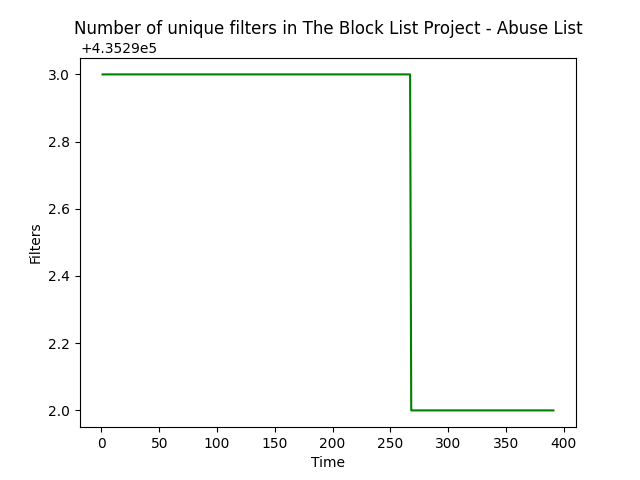 Number of unique filters in The Block List Project - Abuse List
+4.3529e5
3.0
2.8
2.6
2.4
2.2
2.0
Filters
0 50 100 150 200 250 300 350 400
Time